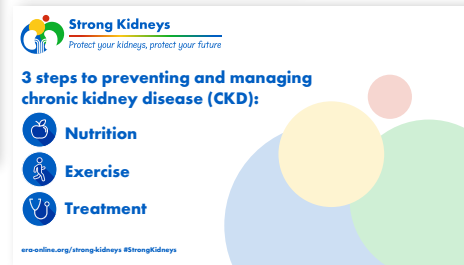 Strong Kidneys
Protect your kidneys, protect your future
3 steps to preventing and managing
chronic kidney disease (CKD):
Nutrition
Exercise
Treatment
era-online.org/strong-kidneys #StrongKidneys